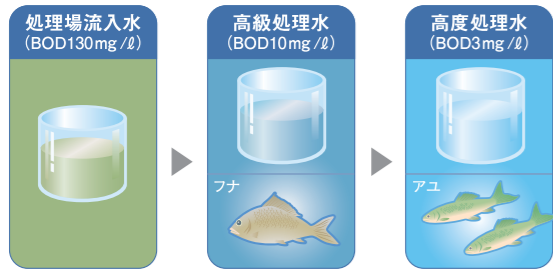 処理場流入水
（BOD130mg/ℓ）
高級処理水
（BOD10mg/ℓ）
フナ
高度処理水
（BOD3mg/ℓ）
アユ